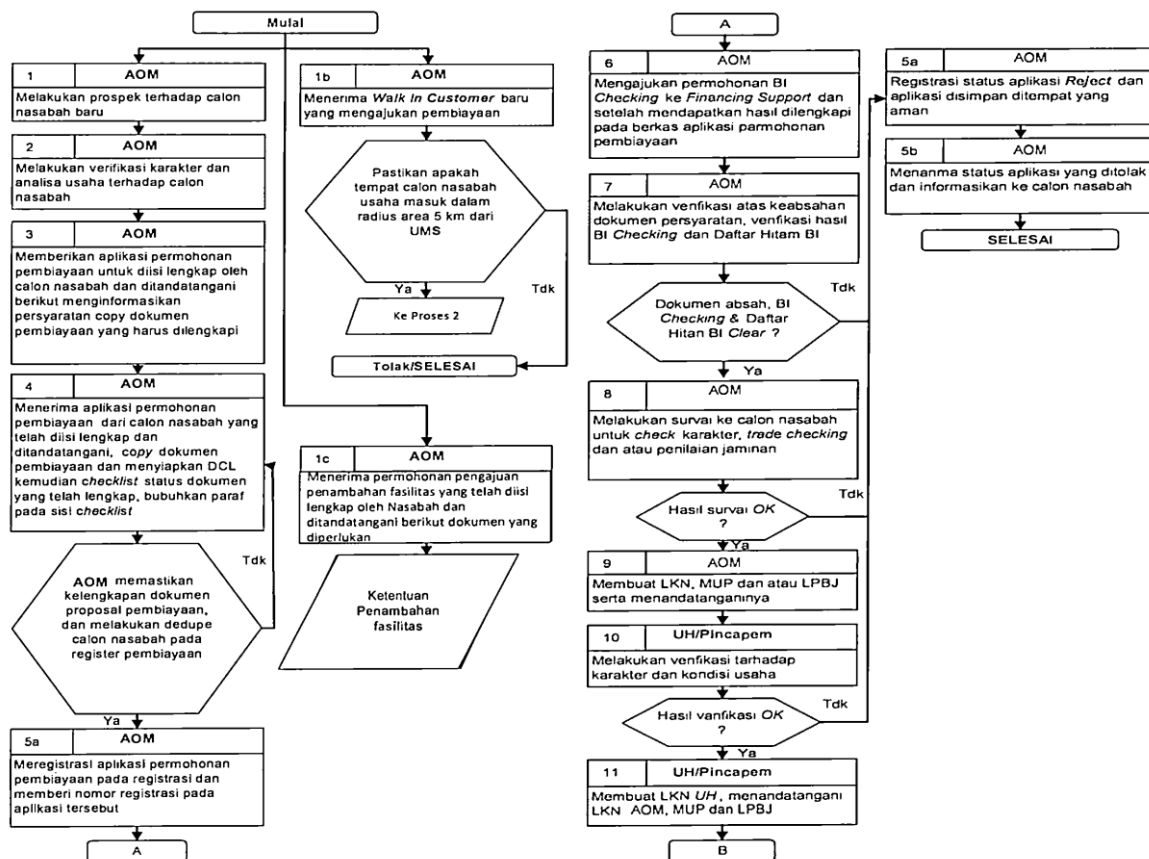 Mulai
1 AOM
Melakukan prospek terhadap calon
nasabah baru
2 AOM
Melakukan verifikasi karakter dan
analisa usaha terhadap calon
nasabah
3 AOM
Memberikan aplikasi permohonan
pembiayaan untuk diisi lengkap oleh
calon nasabah dan ditandatangani
berikut menginformasikan
persyaratan copy dokumen
pembiayaan yang harus dilengkapi
4 AOM
Menerima aplikasi permohonan
pembiayaan dari calon nasabah yang
telah diisi lengkap dan
ditandatangani, copy dokumen
pembiayaan dan menyiapkan DCL
kemudian checklist status dokumen
yang telah lengkap, bubuhkan paraf
pada sisi checklist
Tdk
AOM memastikan
kelengkapan dokumen
proposal pembiayaan,
dan melakukan dedupe
calon nasabah pada
register pembiayaan
Ya
5a AOM
Meregistrasi aplikasi permohonan
pembiayaan pada registrasi dan
memberi nomor registrasi pada
aplikasi tersebut
A
1b AOM
Menerima Walk In Customer baru
yang mengajukan pembiayaan
Pastikan apakah
tempat calon nasabah
usaha masuk dalam
radius area 5 km dari
UMS
Ya
Tdk
Ke Proses 2
Tolak/SELESAI
1c AOM
Menerima permohonan pengajuan
penambahan fasilitas yang telah diisi
lengkap oleh Nasabah dan
ditandatangani berikut dokumen yang
diperlukan
Ketentuan
Penambahan
fasilitas
A
6 AOM
Mengajukan permohonan BI
Checking ke Financing Support dan
setelah mendapatkan hasil dilengkapi
pada berkas aplikasi parmohonan
pembiayaan
7 AOM
Melakukan venfikasi atas keabsahan
dokumen persyaratan, venfikasi hasil
BI Checking dan Daftar Hitam BI
Tdk
Dokumen absah, BI
Checking & Daftar
Hitan BI Clear ?
Ya
8 AOM
Melakukan survai ke calon nasabah
untuk check karakter, trade checking
dan atau penilaian jaminan
Tdk
Hasil survai OK
?
Ya
9 AOM
Membuat LKN, MUP dan atau LPBJ
serta menandatanganinya
10 UH/Pincapem
Melakukan venfikasi tarhadap
karakter dan kondisi usaha
Tdk
Hasil vanfikasi OK
?
Ya
11 UH/Pincapem
Membuat LKN UH, menandatangani
LKN AOM, MUP dan LPBJ
B
5a AOM
Registrasi status aplikasi Reject dan
aplikasi disimpan ditempat yang
aman
5b AOM
Menanma status aplikasi yang ditolak
dan informasikan ke calon nasabah
SELESAI